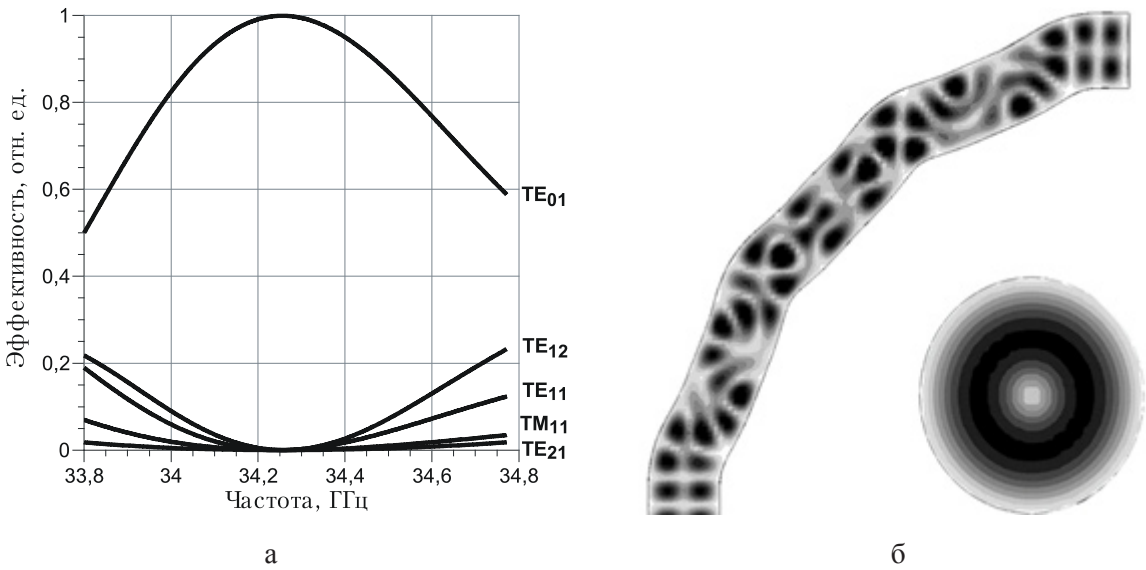 Эффективность, отн. ед.
1
0,8
0,6
0,4
0,2
0
33,8 34 34,2 34,4 34,6 34,8
Частота, ГГц
TE01
TE12
TE11
TM11
TE21
а
б